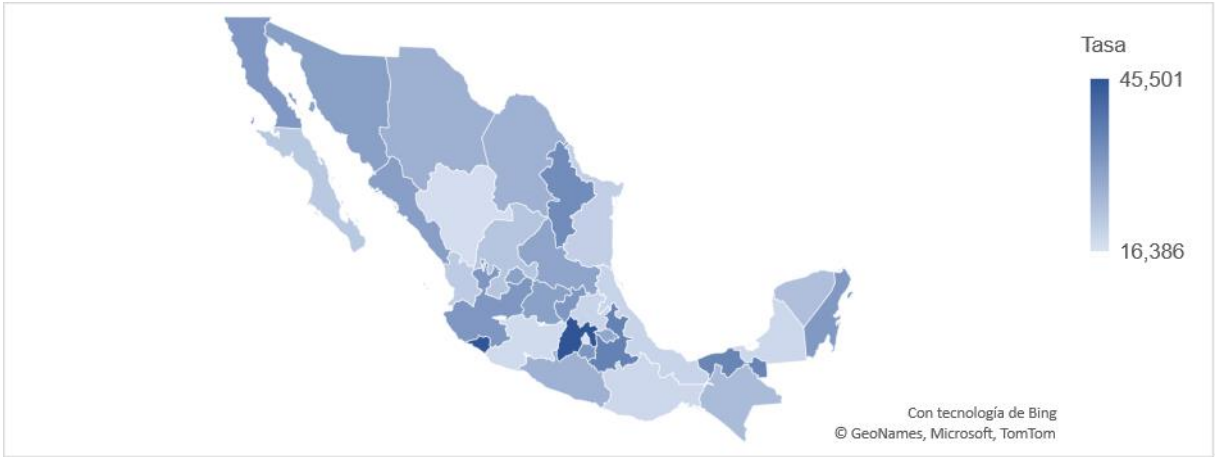 Tasa
45,501
16,386
Con tecnología de Bing
© GeoNames, Microsoft, TomTom